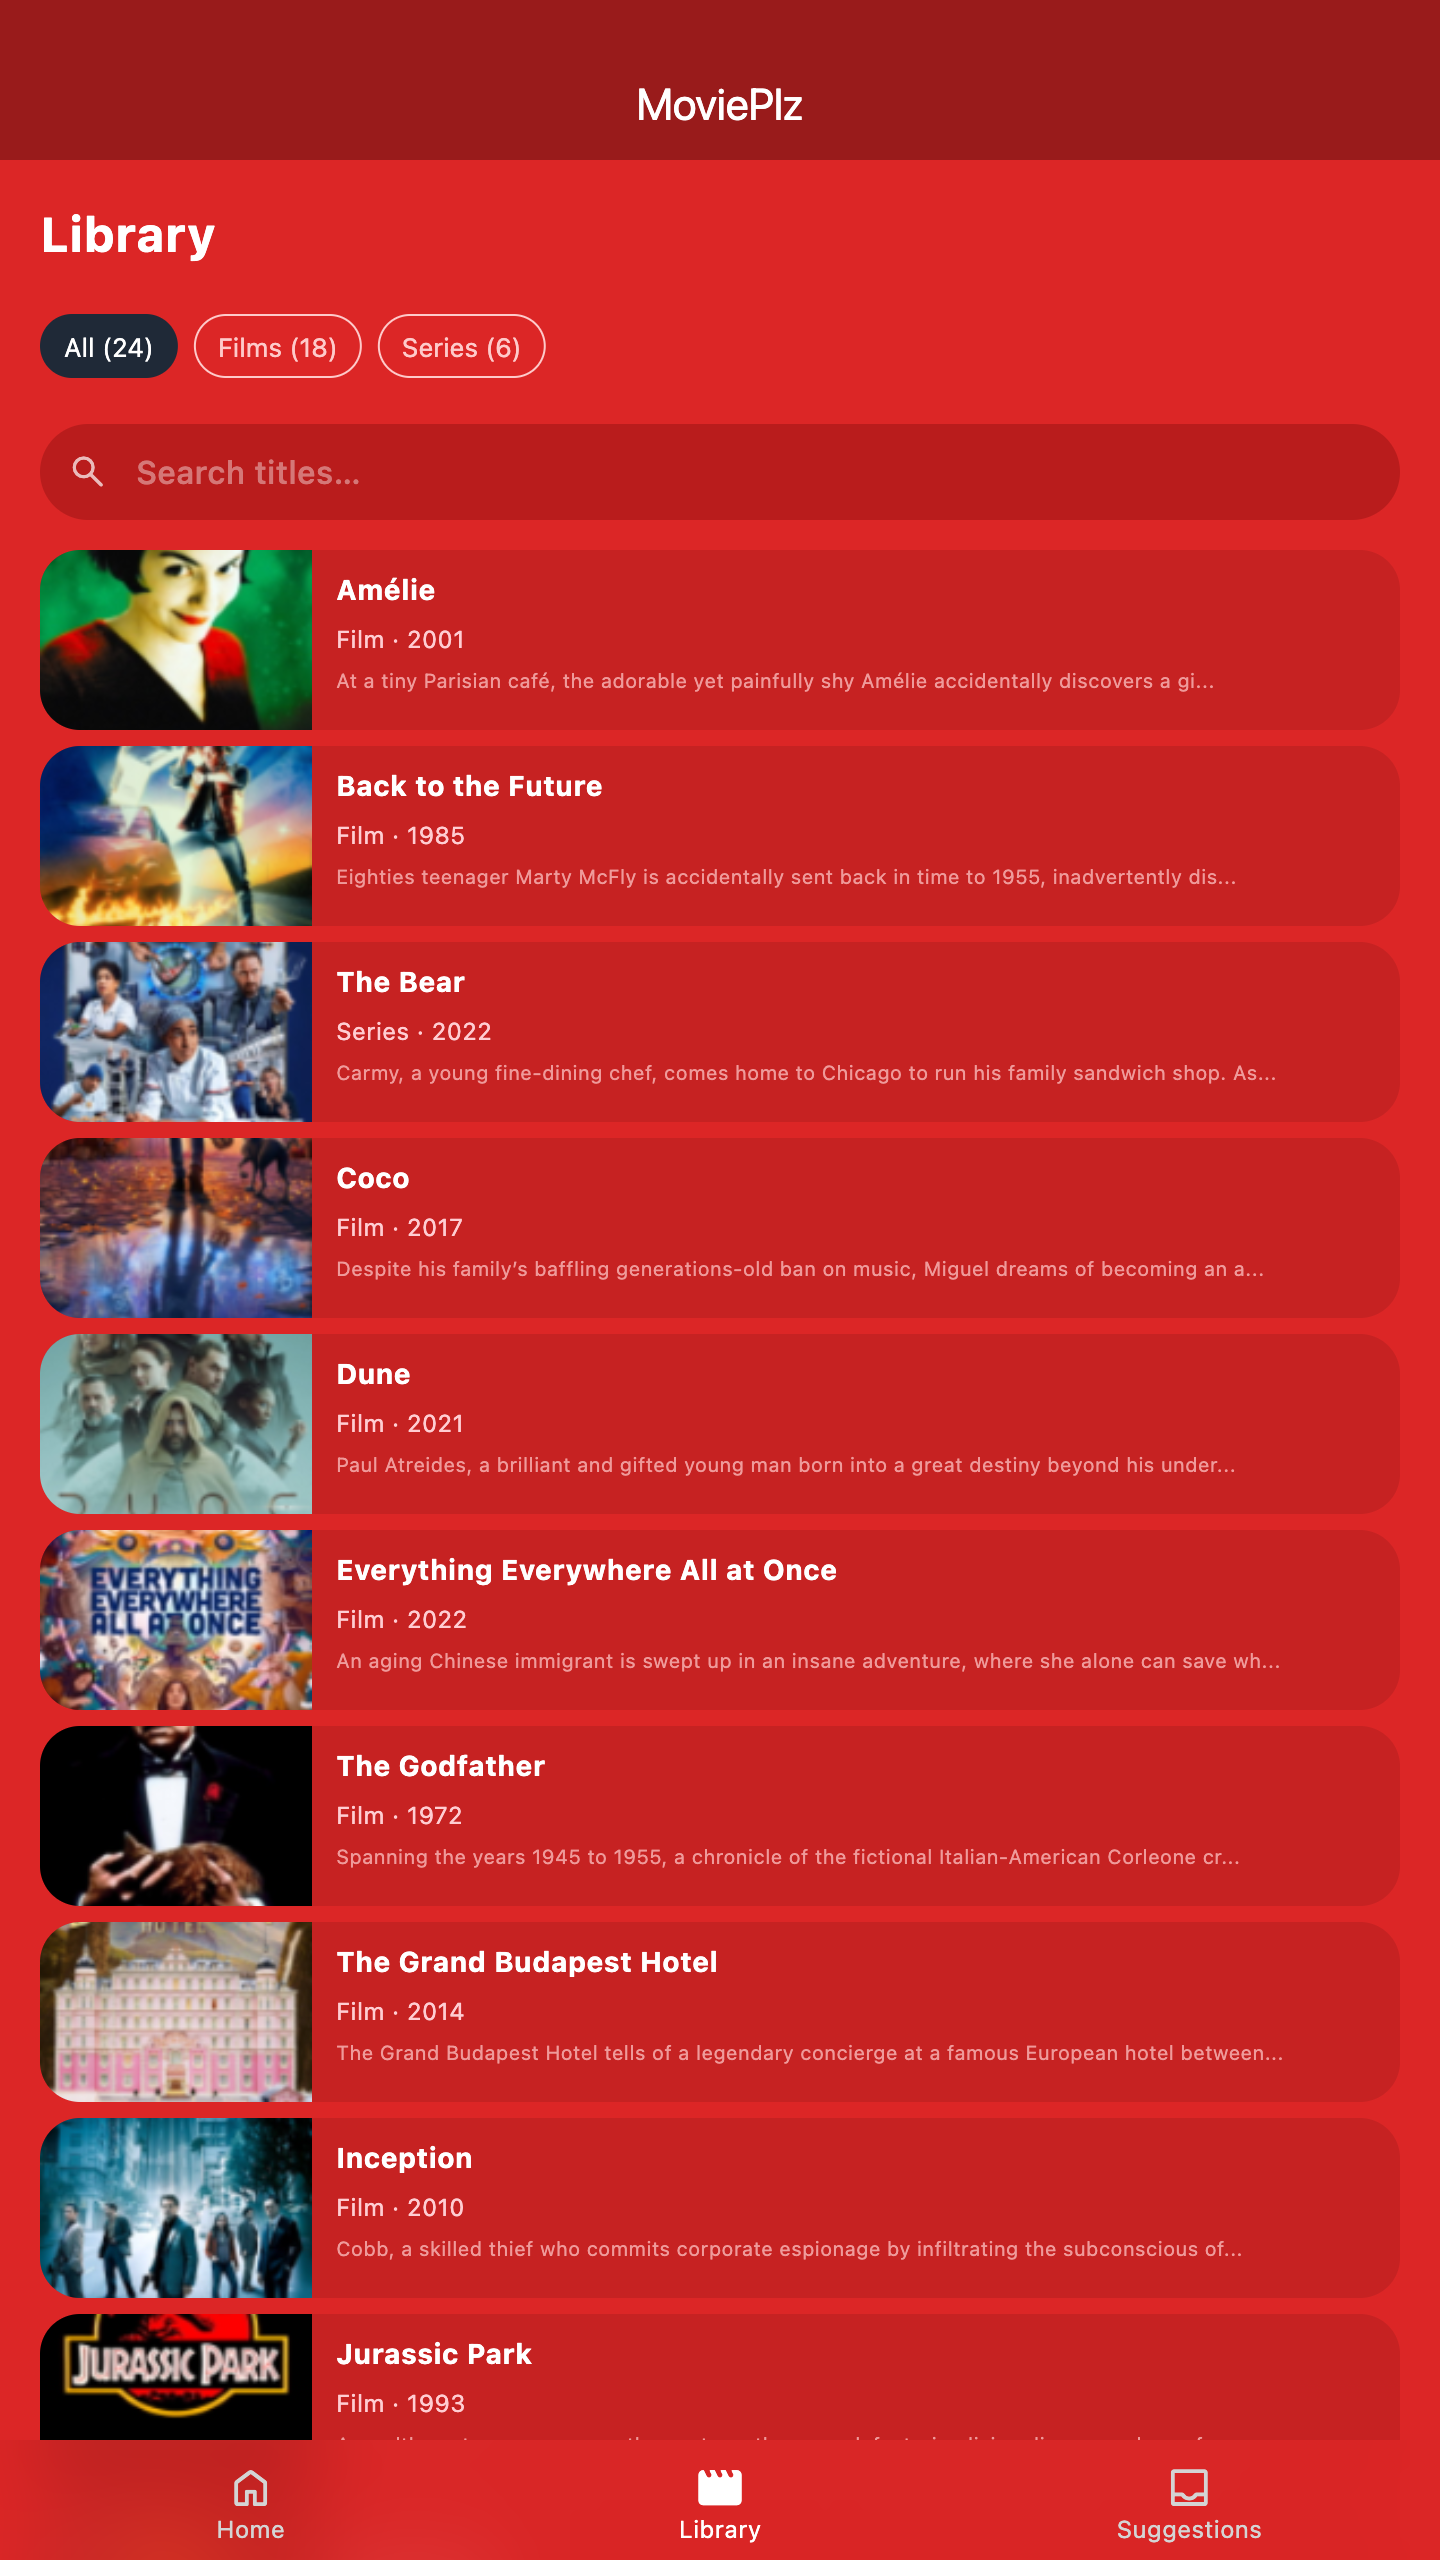 MoviePlz
Library
All (24)
Films (18)
Series (6)
Search titles...
Amélie
Film · 2001
At a tiny Parisian café, the adorable yet painfully shy Amélie accidentally discovers a gi...
Back to the Future
Film · 1985
Eighties teenager Marty McFly is accidentally sent back in time to 1955, inadvertently dis...
The Bear
Series · 2022
Carmy, a young fine-dining chef, comes home to Chicago to run his family sandwich shop. As...
Coco
Film · 2017
Despite his family’s baffling generations-old ban on music, Miguel dreams of becoming an a...
DUNE
Dune
Film · 2021
Paul Atreides, a brilliant and gifted young man born into a great destiny beyond his under...
EVERYTHING
EVERYWHERE
ALL AT ONCE
Everything Everywhere All at Once
Film · 2022
An aging Chinese immigrant is swept up in an insane adventure, where she alone can save wh...
The Godfather
Film · 1972
Spanning the years 1945 to 1955, a chronicle of the fictional Italian-American Corleone cr...
HOTEL
The Grand Budapest Hotel
Film · 2014
The Grand Budapest Hotel tells of a legendary concierge at a famous European hotel between...
Inception
Film · 2010
Cobb, a skilled thief who commits corporate espionage by infiltrating the subconscious of...
JURASSIC PARK
Jurassic Park
Film · 1993
Home
Library
Suggestions